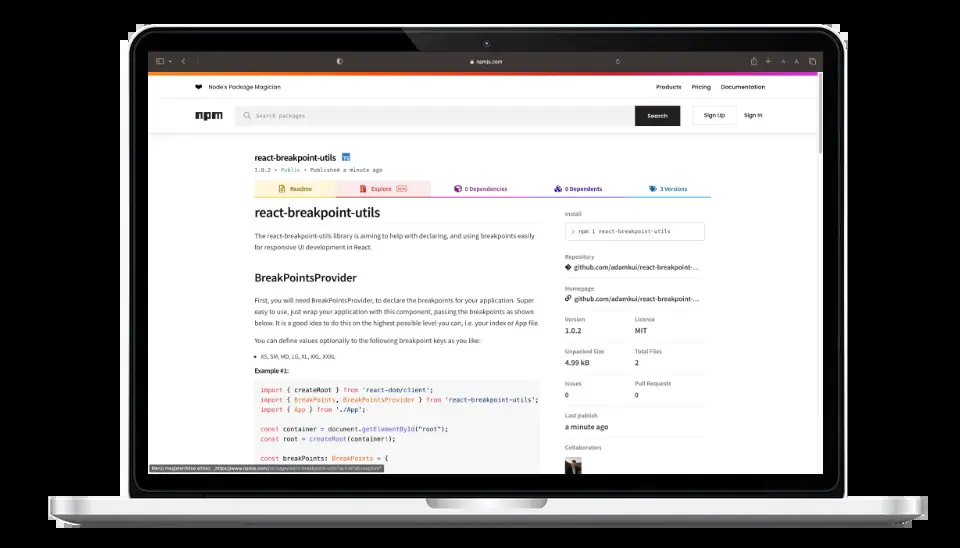 npmjs.com
Node's Package Magician
Products Pricing Documentation
npm Search packages Search Sign Up Sign In
react-breakpoint-utils TS
1.0.2 • Public • Published a minute ago
Readme Explore BETA 0 Dependencies 0 Dependents 3 Versions
react-breakpoint-utils
The react-breakpoint-utils library is aiming to help with declaring, and using breakpoints easily
for responsive UI development in React.
BreakPointsProvider
First, you will need BreakPointsProvider, to declare the breakpoints for your application. Super
easy to use, just wrap your application with this component, passing the breakpoints as shown
below. It is a good idea to do this on the highest possible level you can, i.e. your index or App file.
You can define values optionally to the following breakpoint keys as you like:
• XS, SM, MD, LG, XL, XXL, XXXL
Example #1:
import { createRoot } from 'react-dom/client';
import { BreakPoints, BreakPointsProvider } from 'react-breakpoint-utils';
import { App } from './App';
const container = document.getElementById("root");
const root = createRoot(container!);
const breakPoints: BreakPoints = {
Install
> npm i react-breakpoint-utils
Repository
github.com/adamkui/react-breakpoint-...
Homepage
github.com/adamkui/react-breakpoint-...
Version License
1.0.2 MIT
Unpacked Size Total Files
4.99 kB 2
Issues Pull Requests
0 0
Last publish
a minute ago
Collaborators